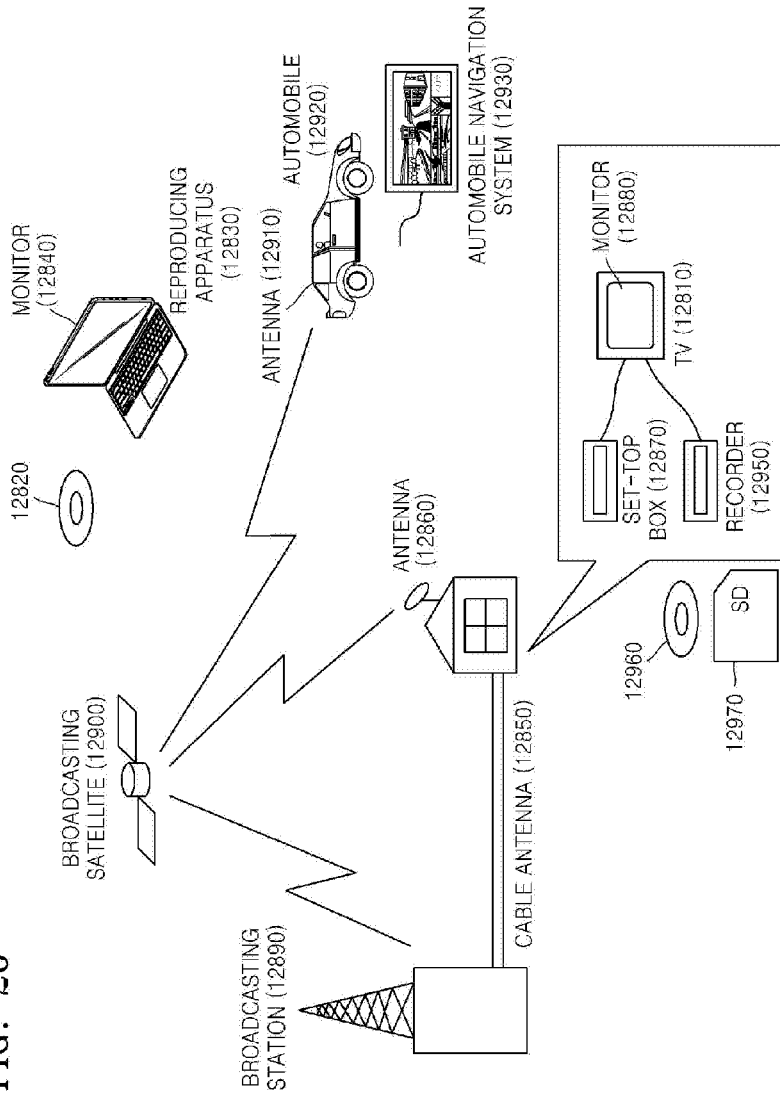 FIG.
BROADCASTING
SATELLITE (12900)
12820
MONITOR
(12840)
REPRODUCING
APPARATUS
(12830)
BROADCASTING
STATION (12890)
ANTENNA
(12860)
ANTENNA (12910)
AUTOMOBILE
(12920)
AUTOMOBILE NAVIGATION
SYSTEM (12930)
CABLE ANTENNA (12850)
12960
SD
12970
SET-TOP
BOX (12870)
RECORDER
(12950)
MONITOR
(12880)
TV (12810)